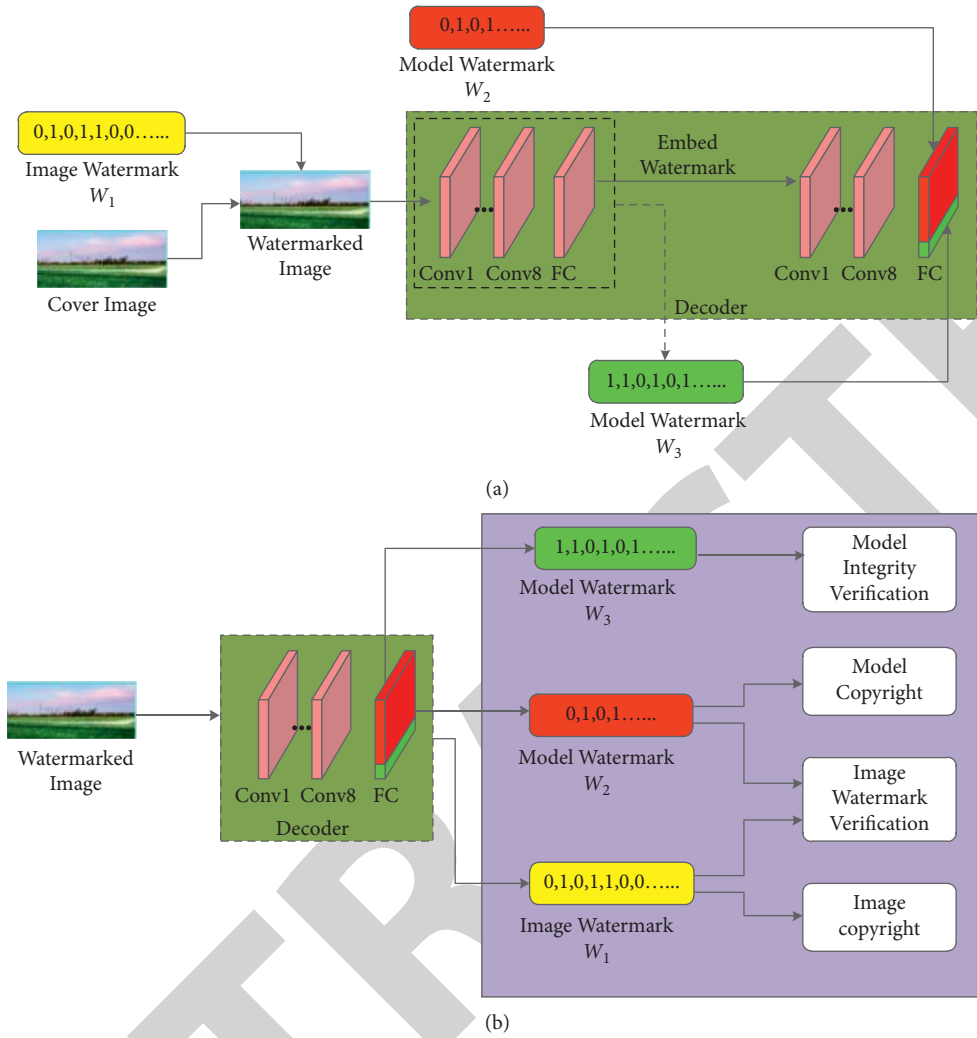 0,1,0,1…...
Model Watermark
W2
0,1,0,1,1,0,0…...
Image Watermark
W1
Cover Image
Watermarked
Image
Conv1
Conv8
FC
Embed
Watermark
Conv1
Conv8
FC
Decoder
1,1,0,1,0,1…...
Model Watermark
W3
(a)
Watermarked
Image
Conv1
Conv8
FC
Decoder
1,1,0,1,0,1…...
Model Watermark
W3
Model
Integrity
Verification
0,1,0,1…...
Model Watermark
W2
Model
Copyright
Image
Watermark
Verification
0,1,0,1,1,0,0…...
Image Watermark
W1
Image
copyright
(b)